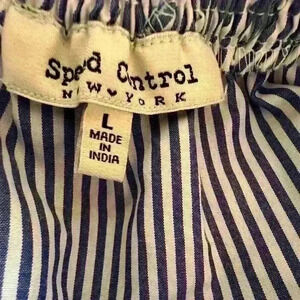 Speed Control
NEW♥YORK
L
MADE
IN
INDIA